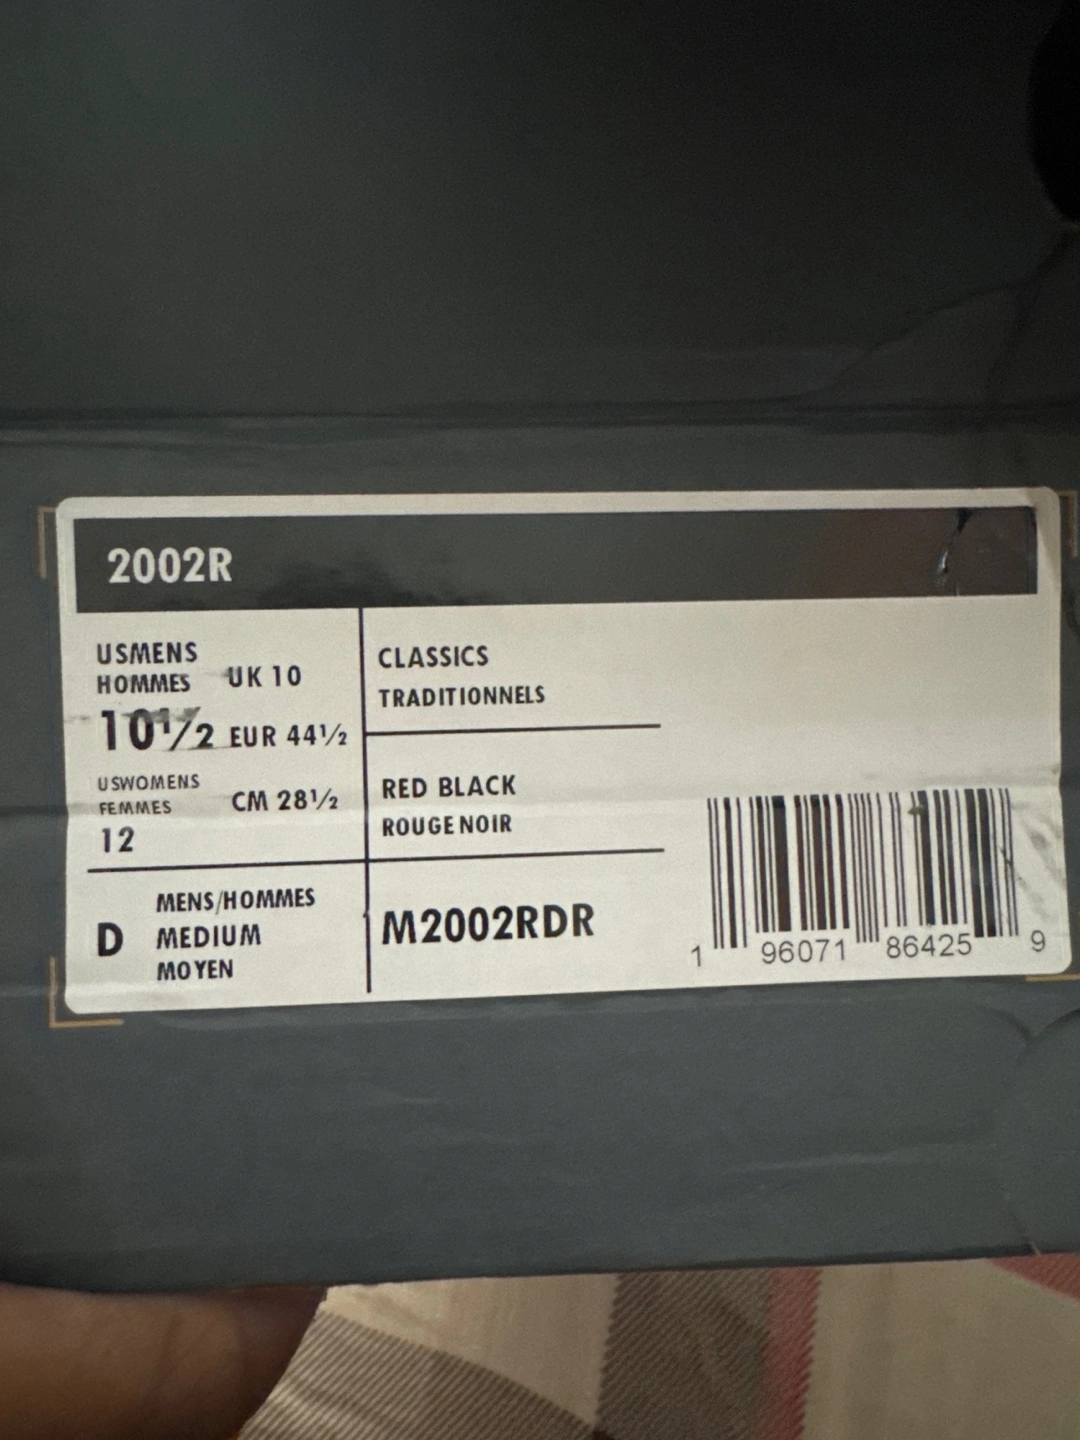 2002R
USMENS
HOMMES
UK 10
10½
EUR 44½
USWOMENS
FEMMES
CM 28½
12
CLASSICS
TRADITIONNELS
RED BLACK
ROUGE NOIR
D
MENS/HOMMES
MEDIUM
MOYEN
M2002RDR
1 96071 86425 9